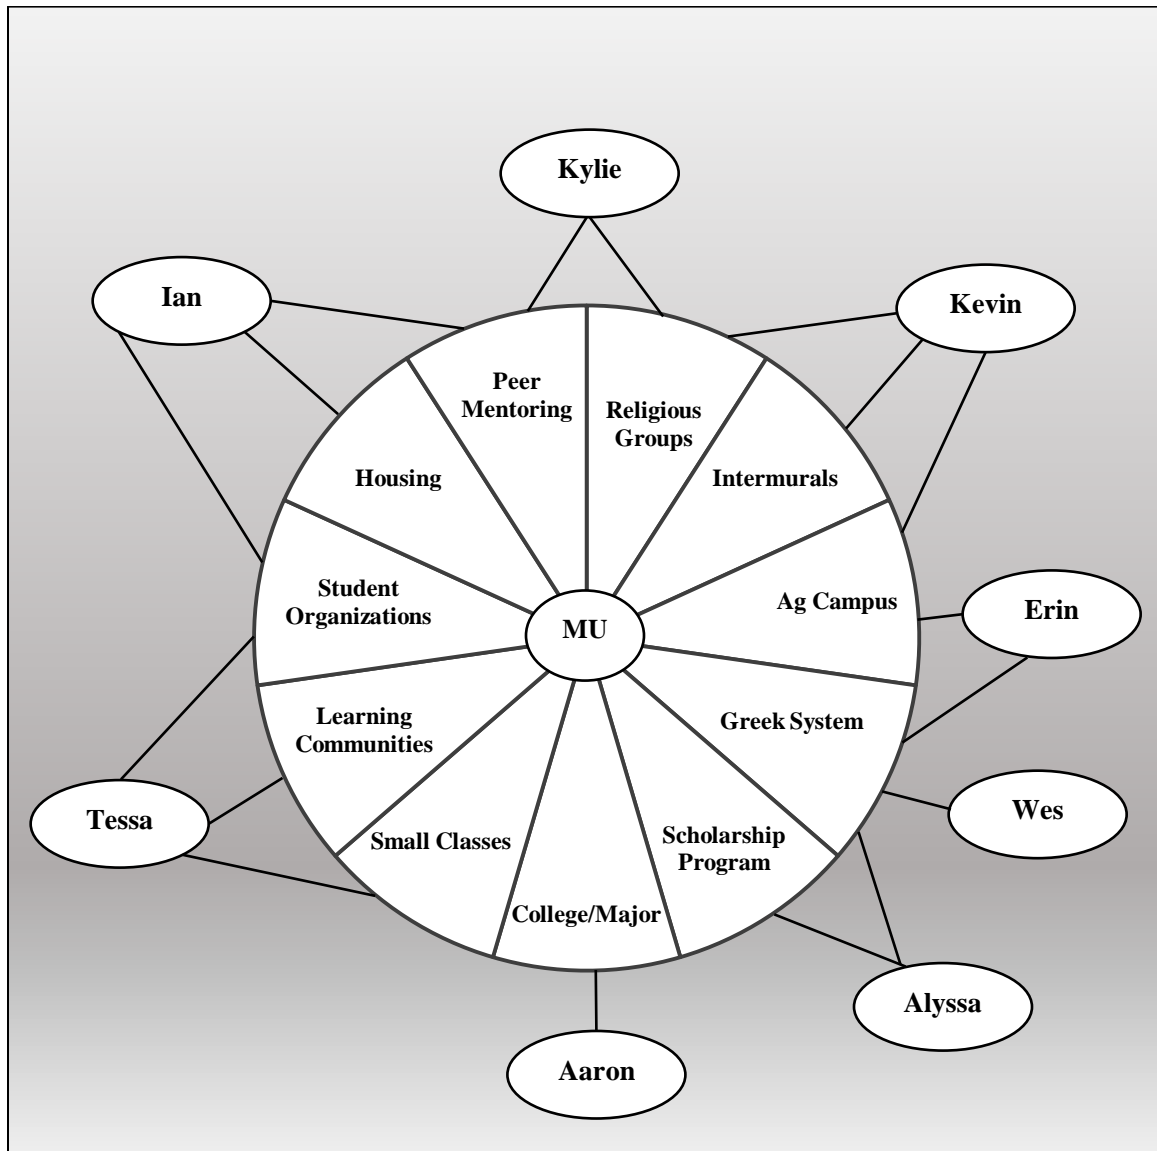 Kylie
Ian
Kevin
Peer
Mentoring
Religious
Groups
Housing
Intermurals
Student
Organizations
Ag Campus
Erin
MU
Learning
Communities
Greek System
Tessa
Wes
Small Classes
Scholarship
Program
College/Major
Alyssa
Aaron